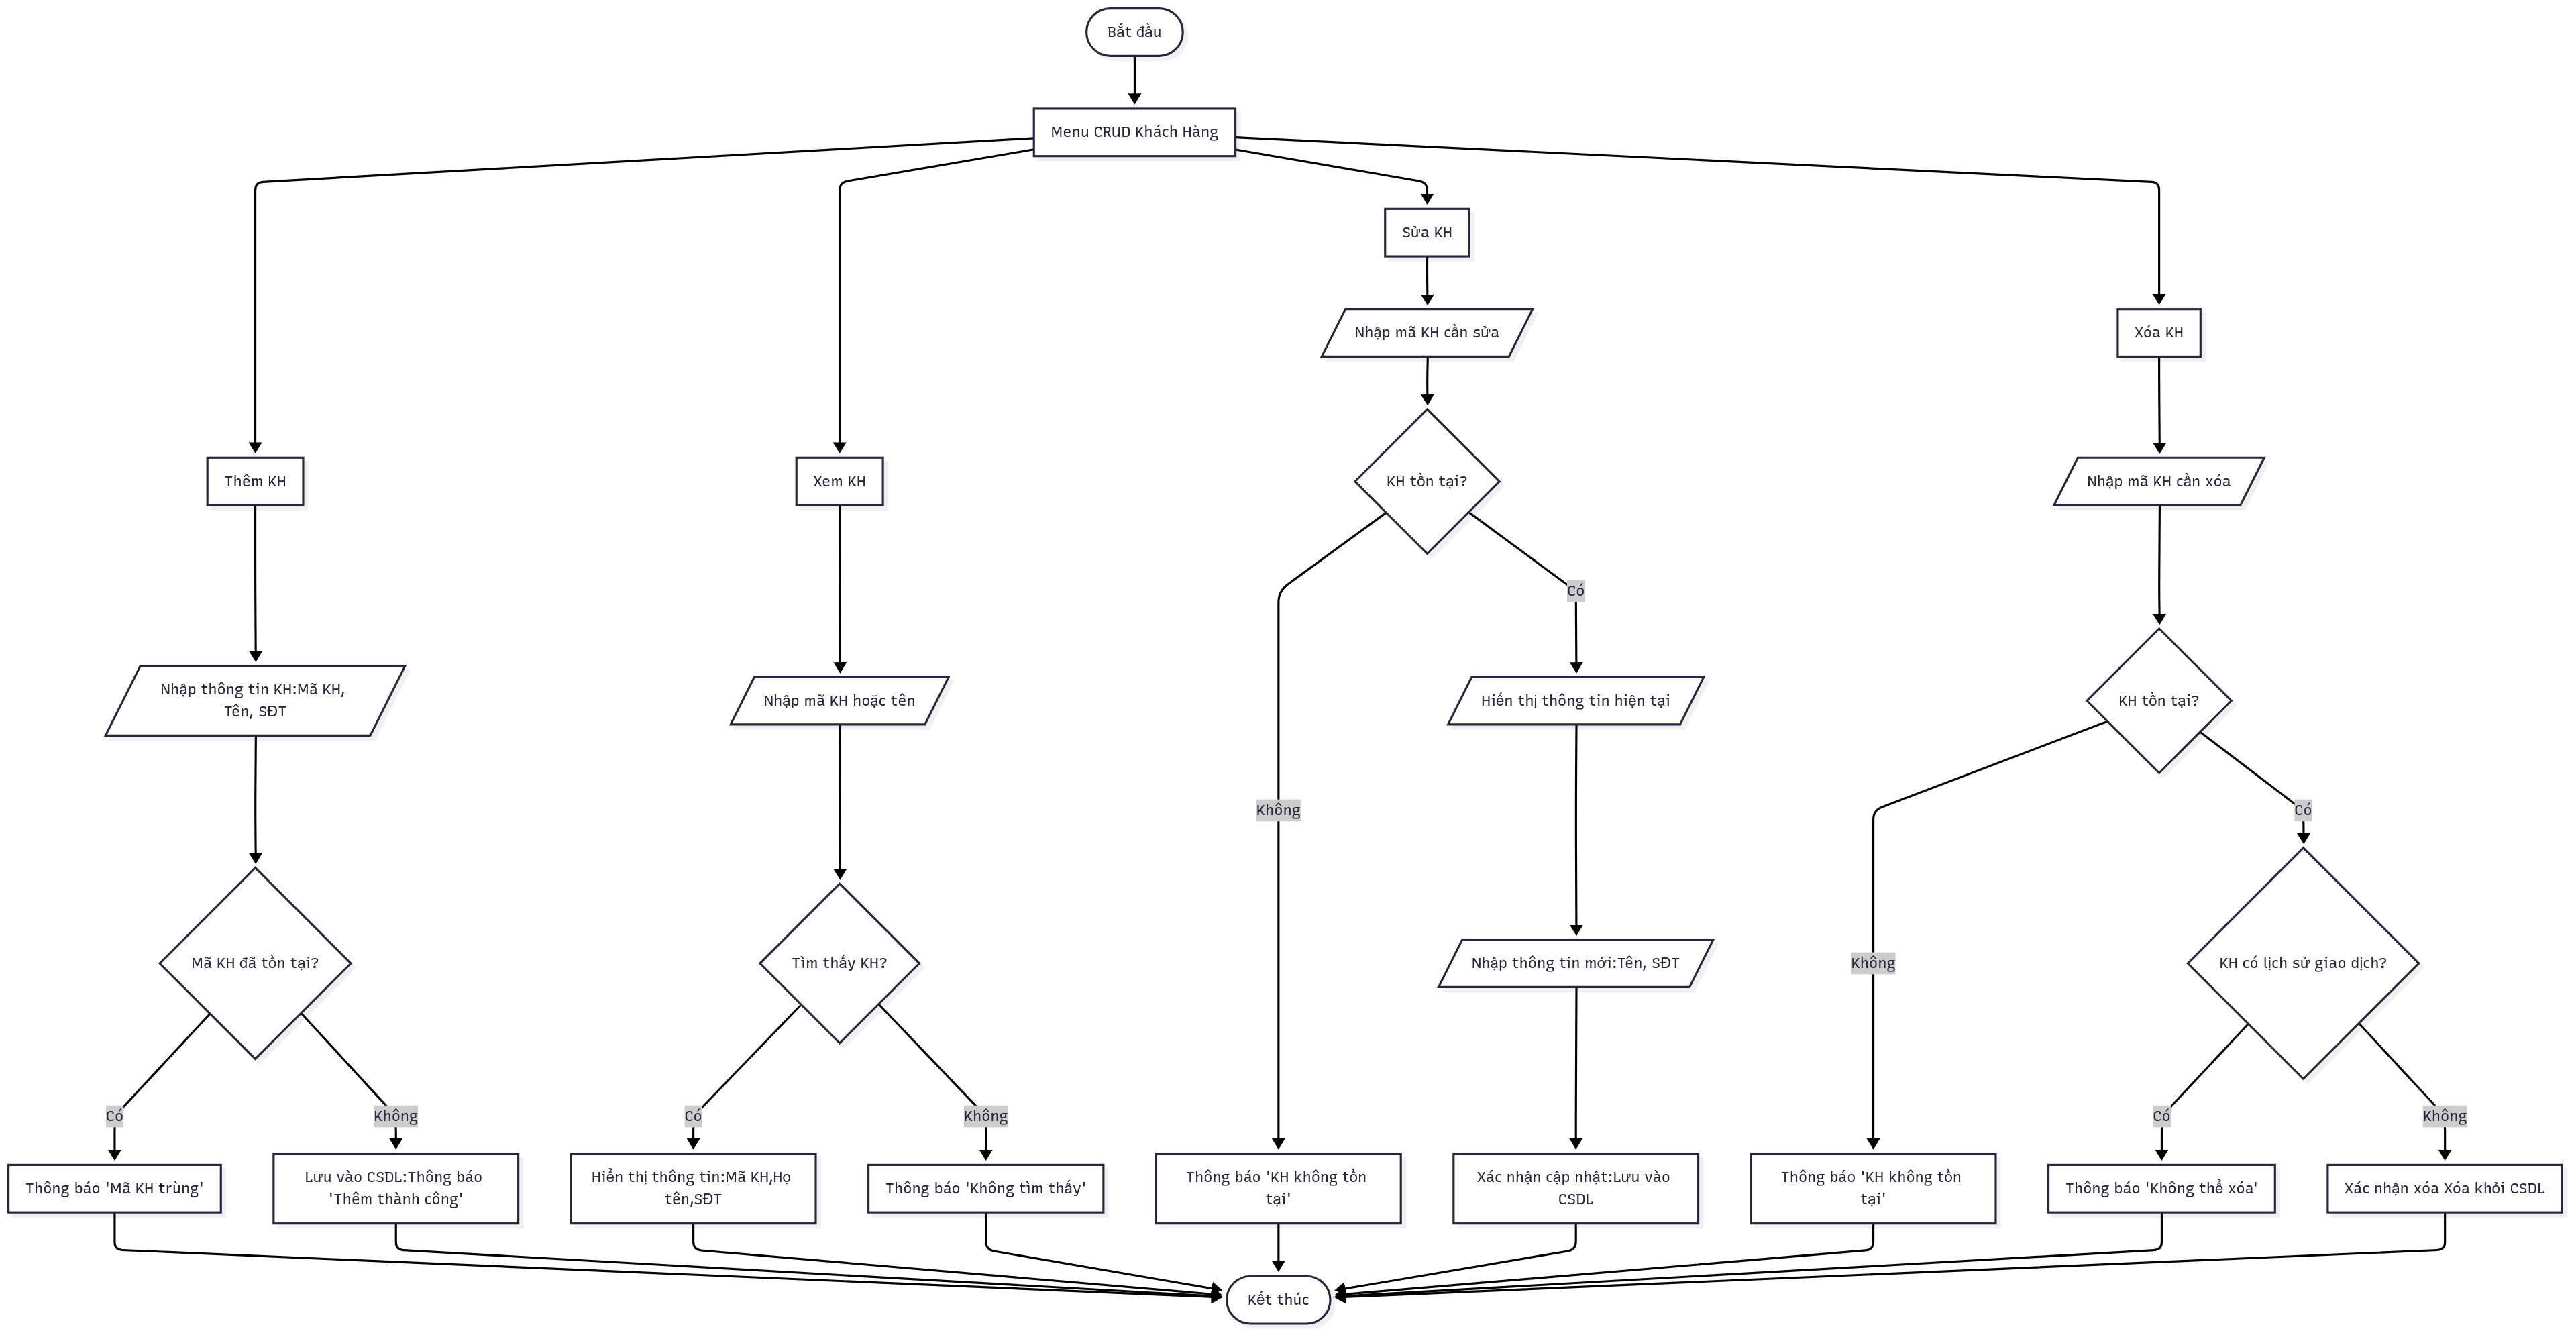 Bắt đầu
Menu CRUD Khách Hàng
Sửa KH
Nhập mã KH cần sửa
Xóa KH
Thêm KH
Xem KH
KH tồn tại?
Nhập mã KH cần xóa
Có
Nhập thông tin KH:Mã KH,
Tên, SĐT
Nhập mã KH hoặc tên
Hiển thị thông tin hiện tại
KH tồn tại?
Không
Có
Mã KH đã tồn tại?
Tìm thấy KH?
Nhập thông tin mới:Tên, SĐT
Không
KH có lịch sử giao dịch?
Có
Không
Có
Không
Có
Không
Thông báo 'Mã KH trùng'
Lưu vào CSDL:Thông báo
'Thêm thành công'
Hiển thị thông tin:Mã KH,Họ
tên,SĐT
Thông báo 'Không tìm thấy'
Thông báo 'KH không tồn
tại'
Xác nhận cập nhật:Lưu vào
CSDL
Thông báo 'KH không tồn
tại'
Thông báo 'Không thể xóa'
Xác nhận xóa Xóa khỏi CSDL
Kết thúc